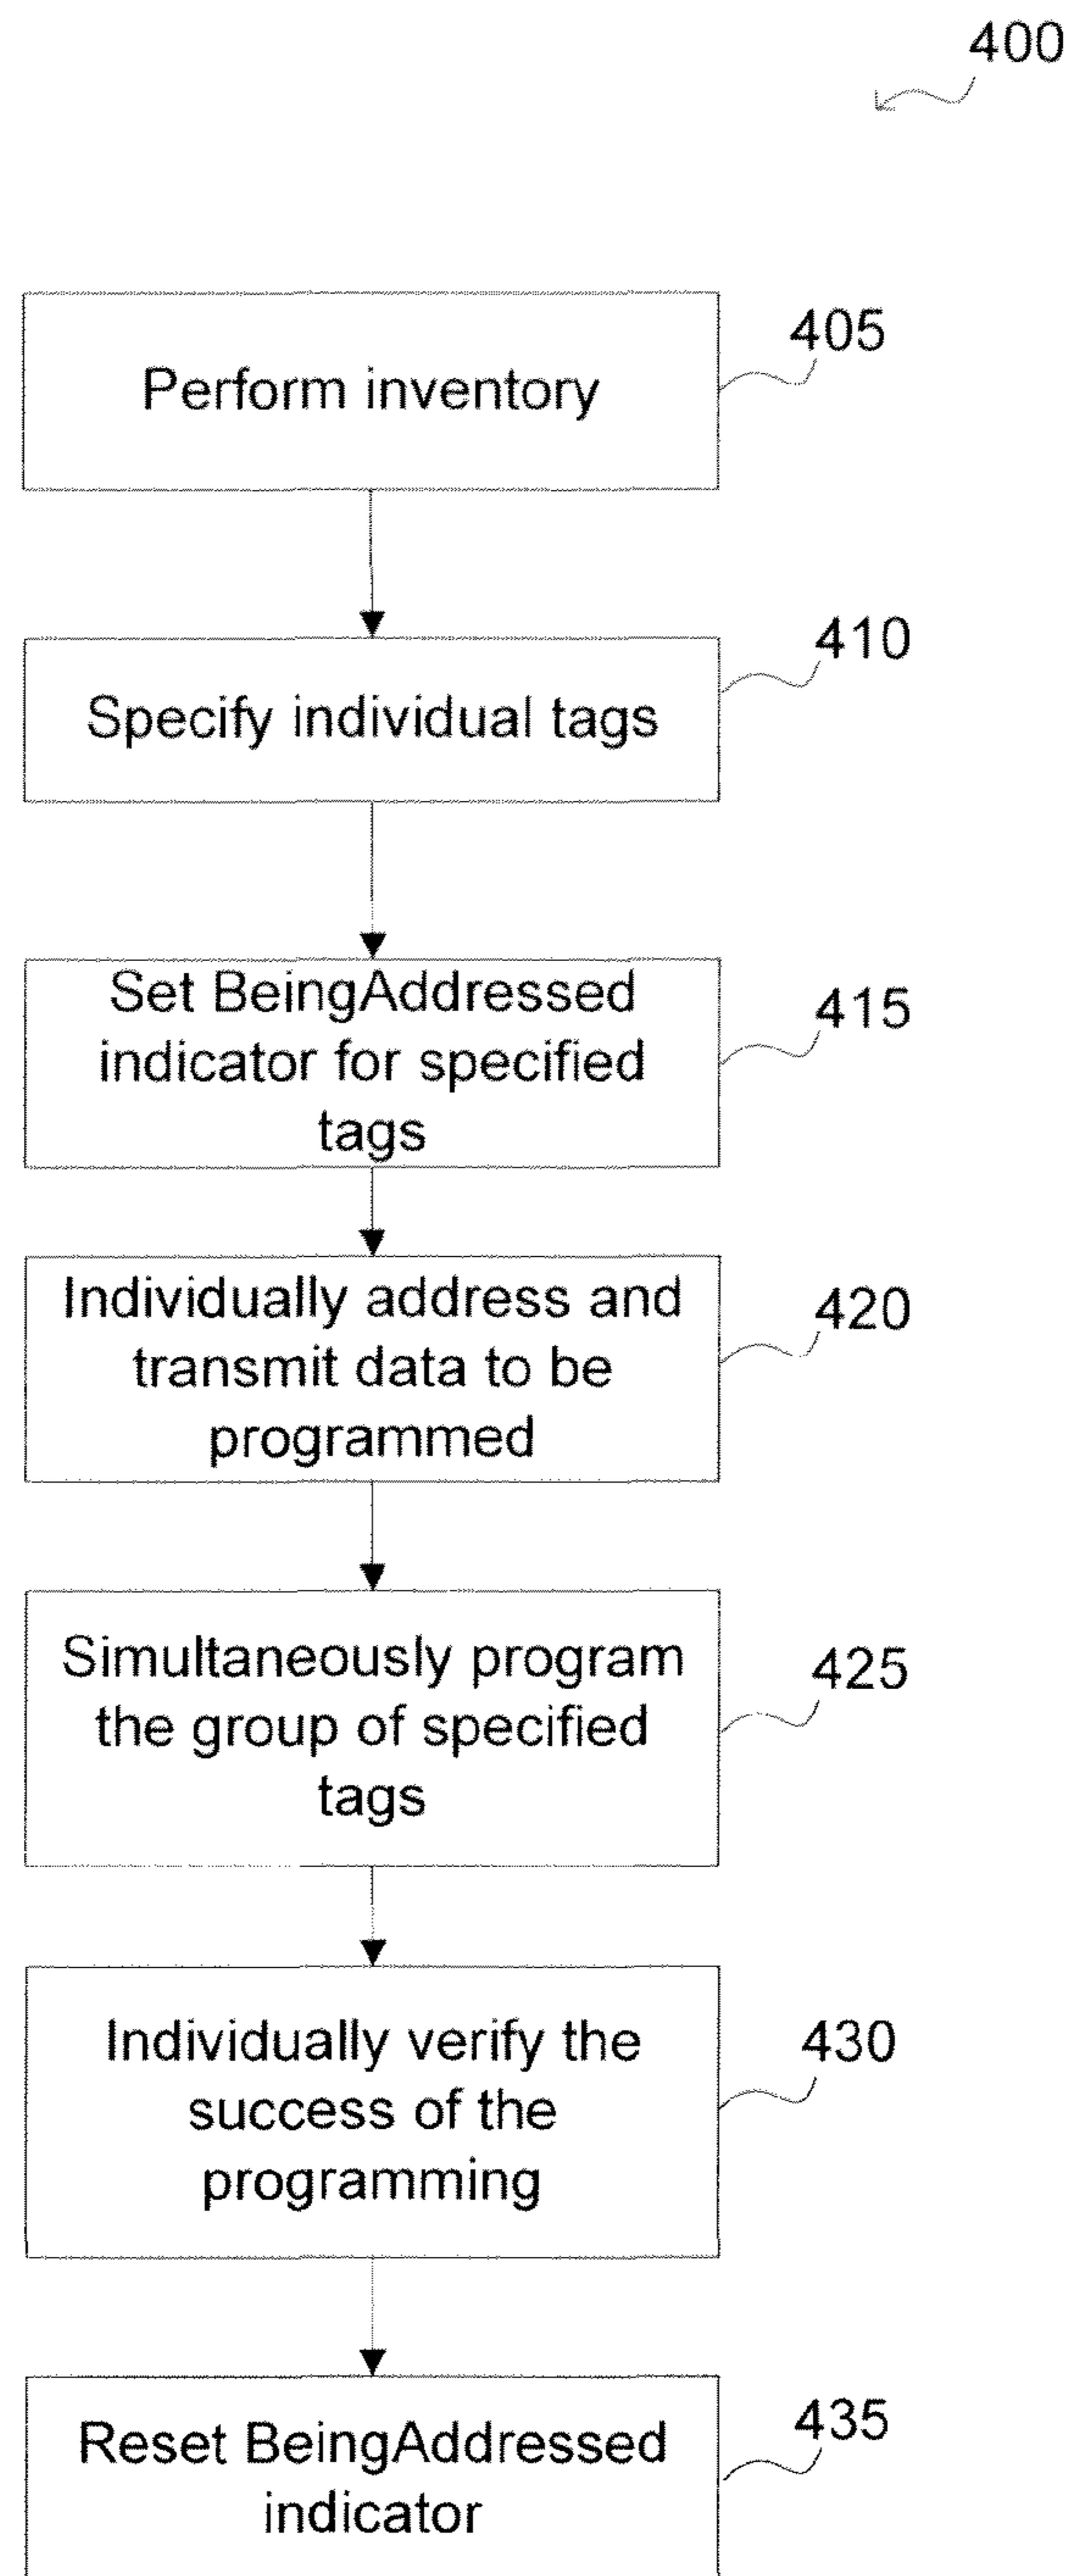 400
Perform inventory
405
Specify individual tags
410
Set BeingAddressed
indicator for specified
tags
415
Individually address and
transmit data to be
programmed
420
Simultaneously program
the group of specified
tags
425
Individually verify the
success of the
programming
430
Reset BeingAddressed
indicator
435